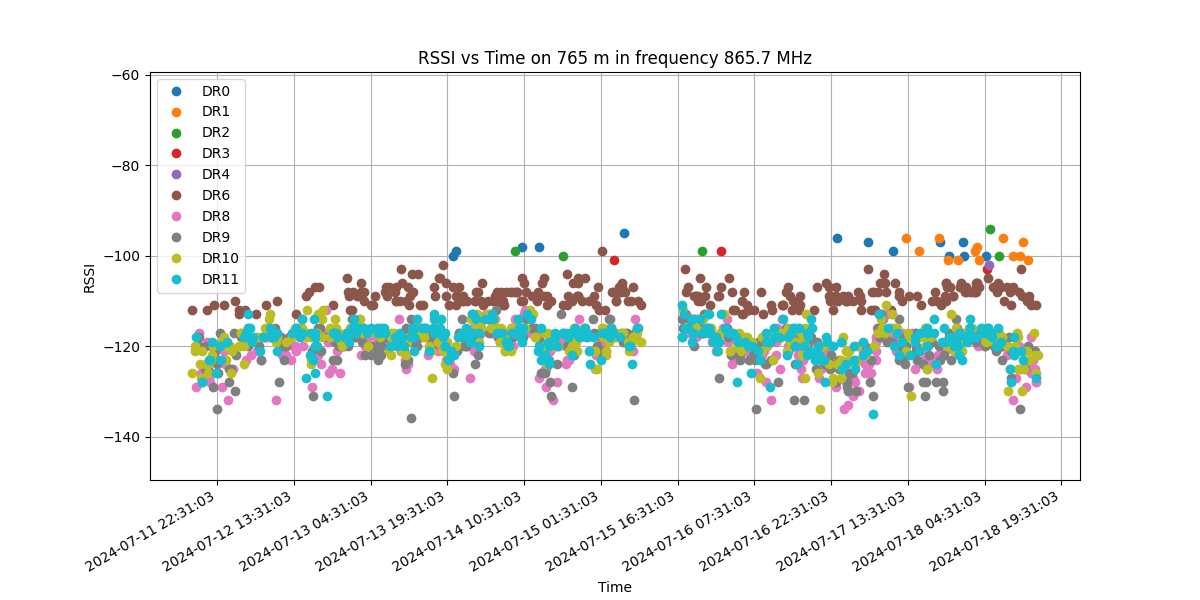 RSSI vs Time on 765 m in frequency 865.7 MHz
DR0
DR1
DR2
DR3
DR4
DR6
DR8
DR9
DR10
DR11
−60
−80
−100
−120
−140
RSSI
2024-07-11 22:31:03
2024-07-12 13:31:03
2024-07-13 04:31:03
2024-07-13 19:31:03
2024-07-14 10:31:03
2024-07-15 01:31:03
2024-07-15 16:31:03
2024-07-16 07:31:03
2024-07-16 22:31:03
2024-07-17 13:31:03
2024-07-18 04:31:03
2024-07-18 19:31:03
Time